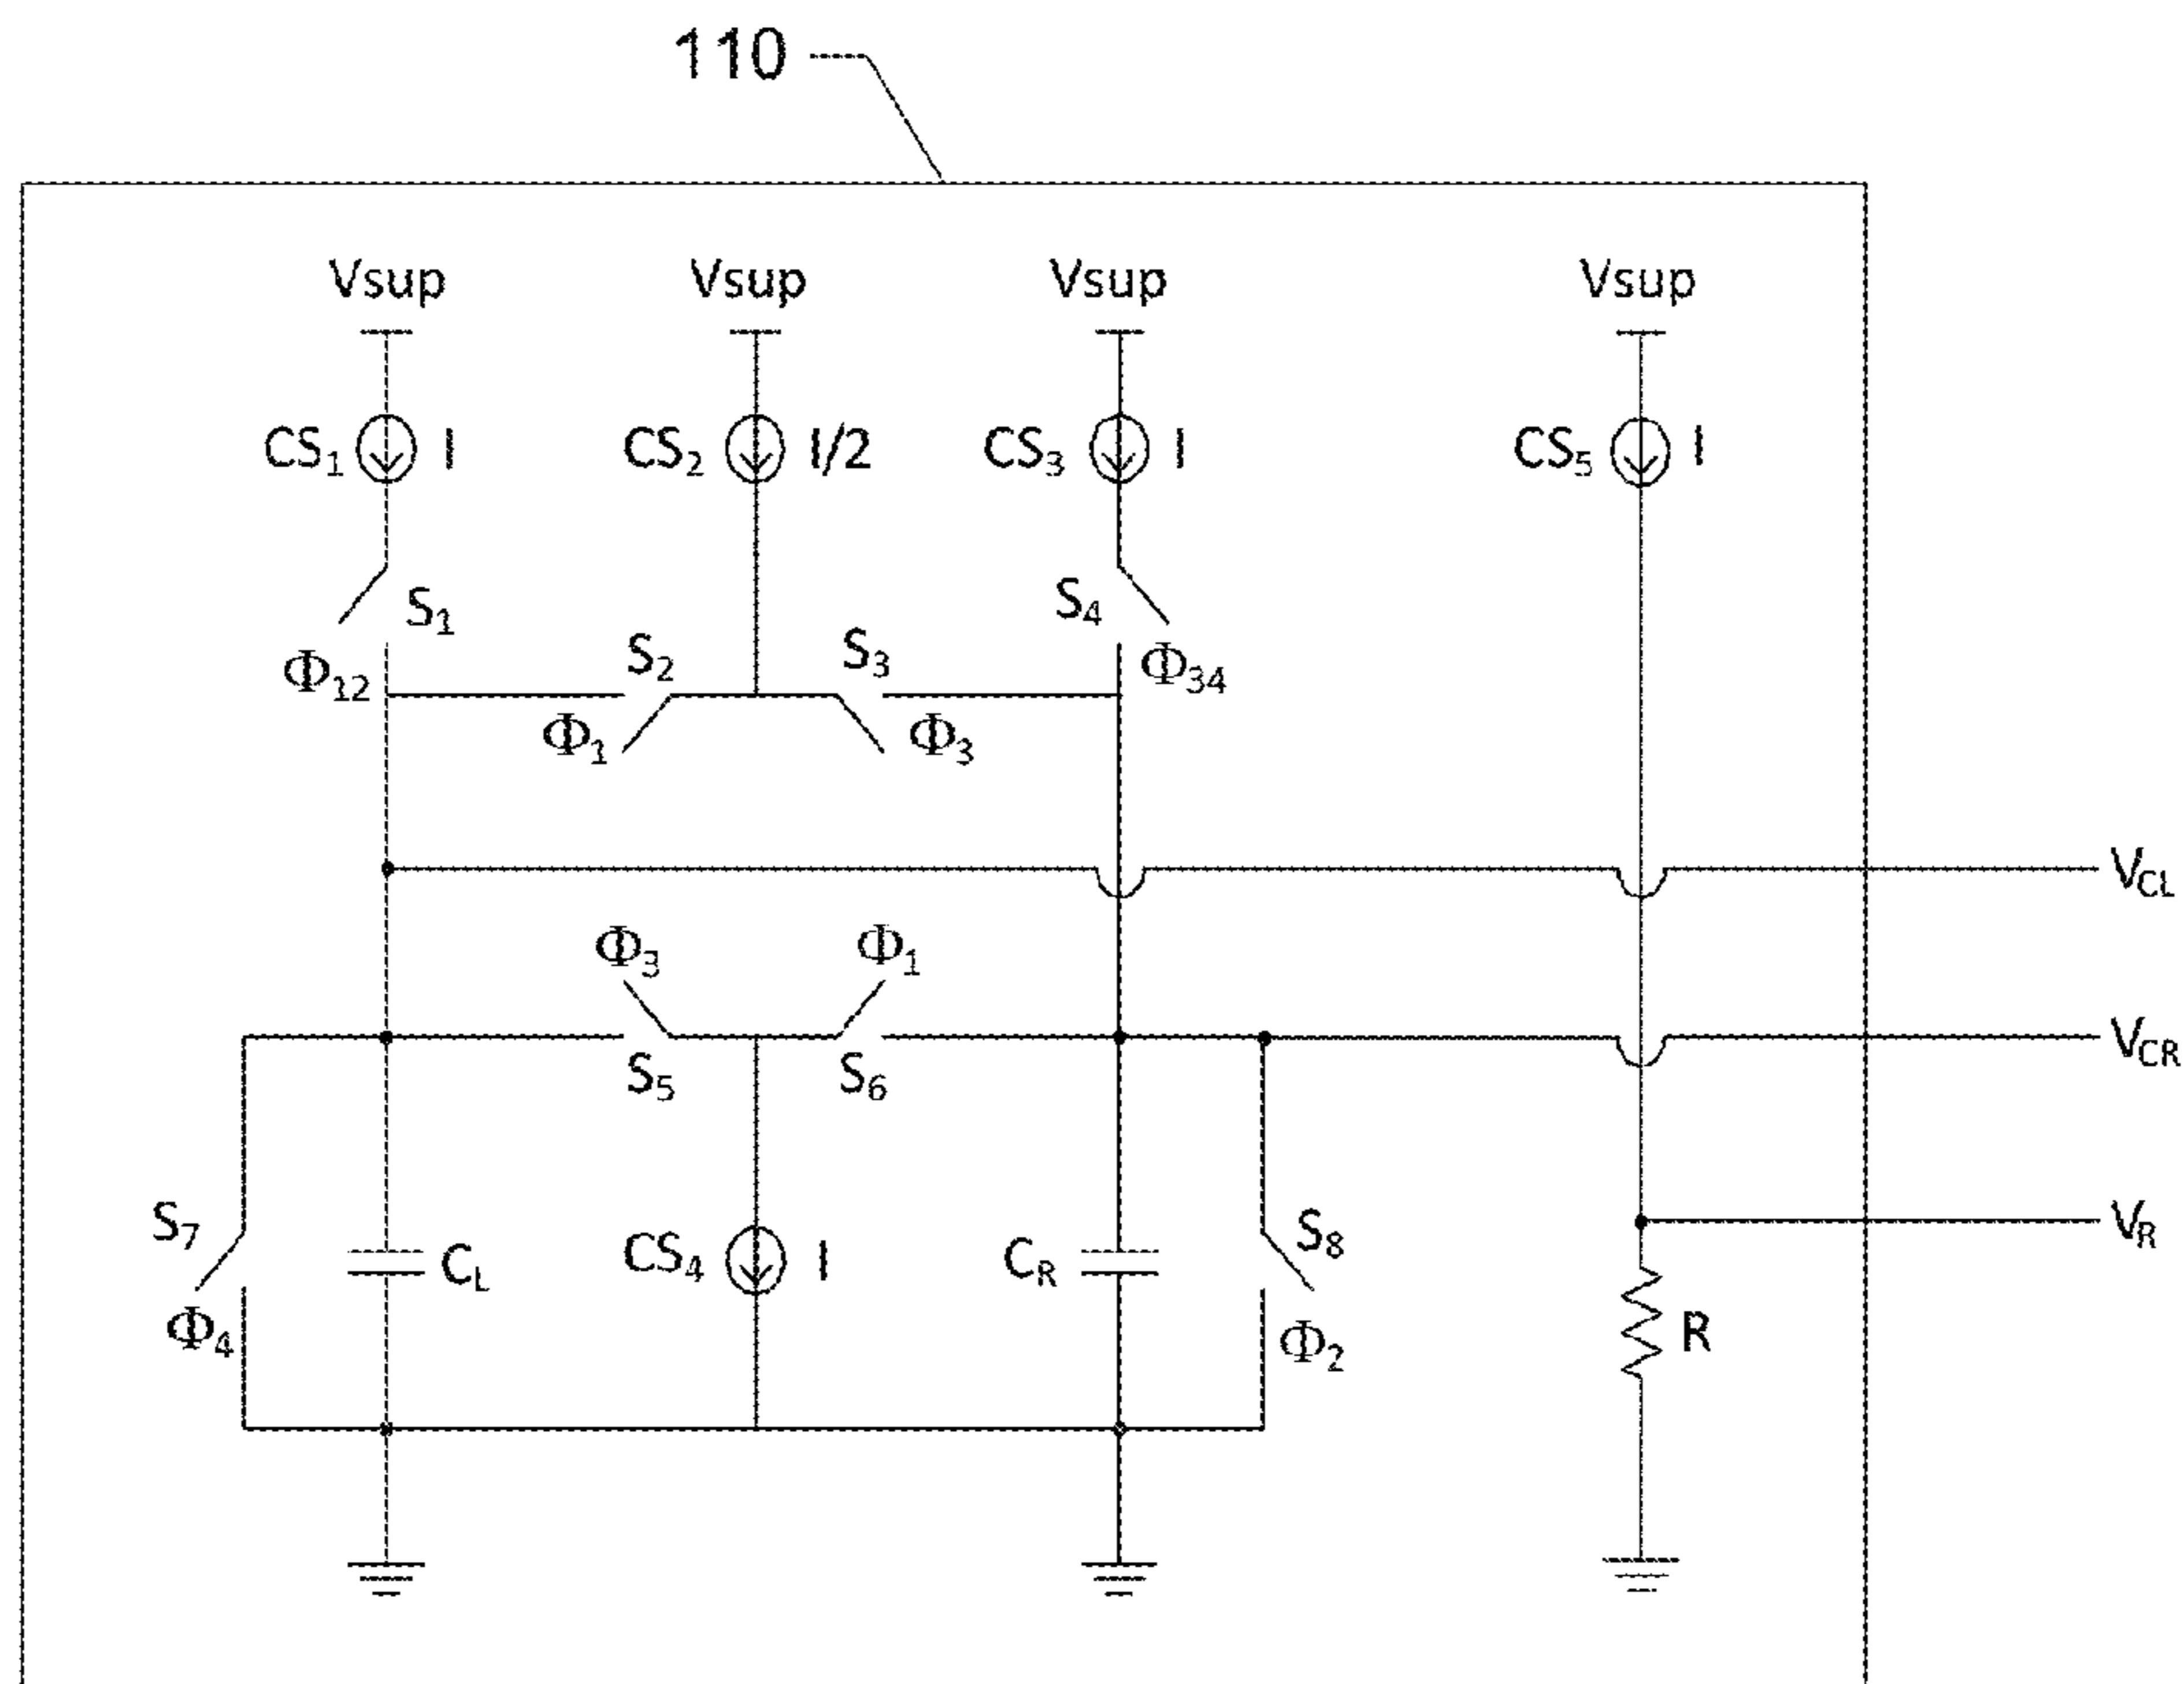 110
Vsup Vsup Vsup Vsup
CS₁ I CS₂ I/2 CS₃ I CS₅ I
S₁ S₄
Φ₁₂ S₂ S₃ Φ₃₄
Φ₁ Φ₃
V_CL
Φ₃ Φ₁
S₅ S₆ V_CR
S₇ C_L CS₄ I C_R S₈ V_R
Φ₄ Φ₂ R